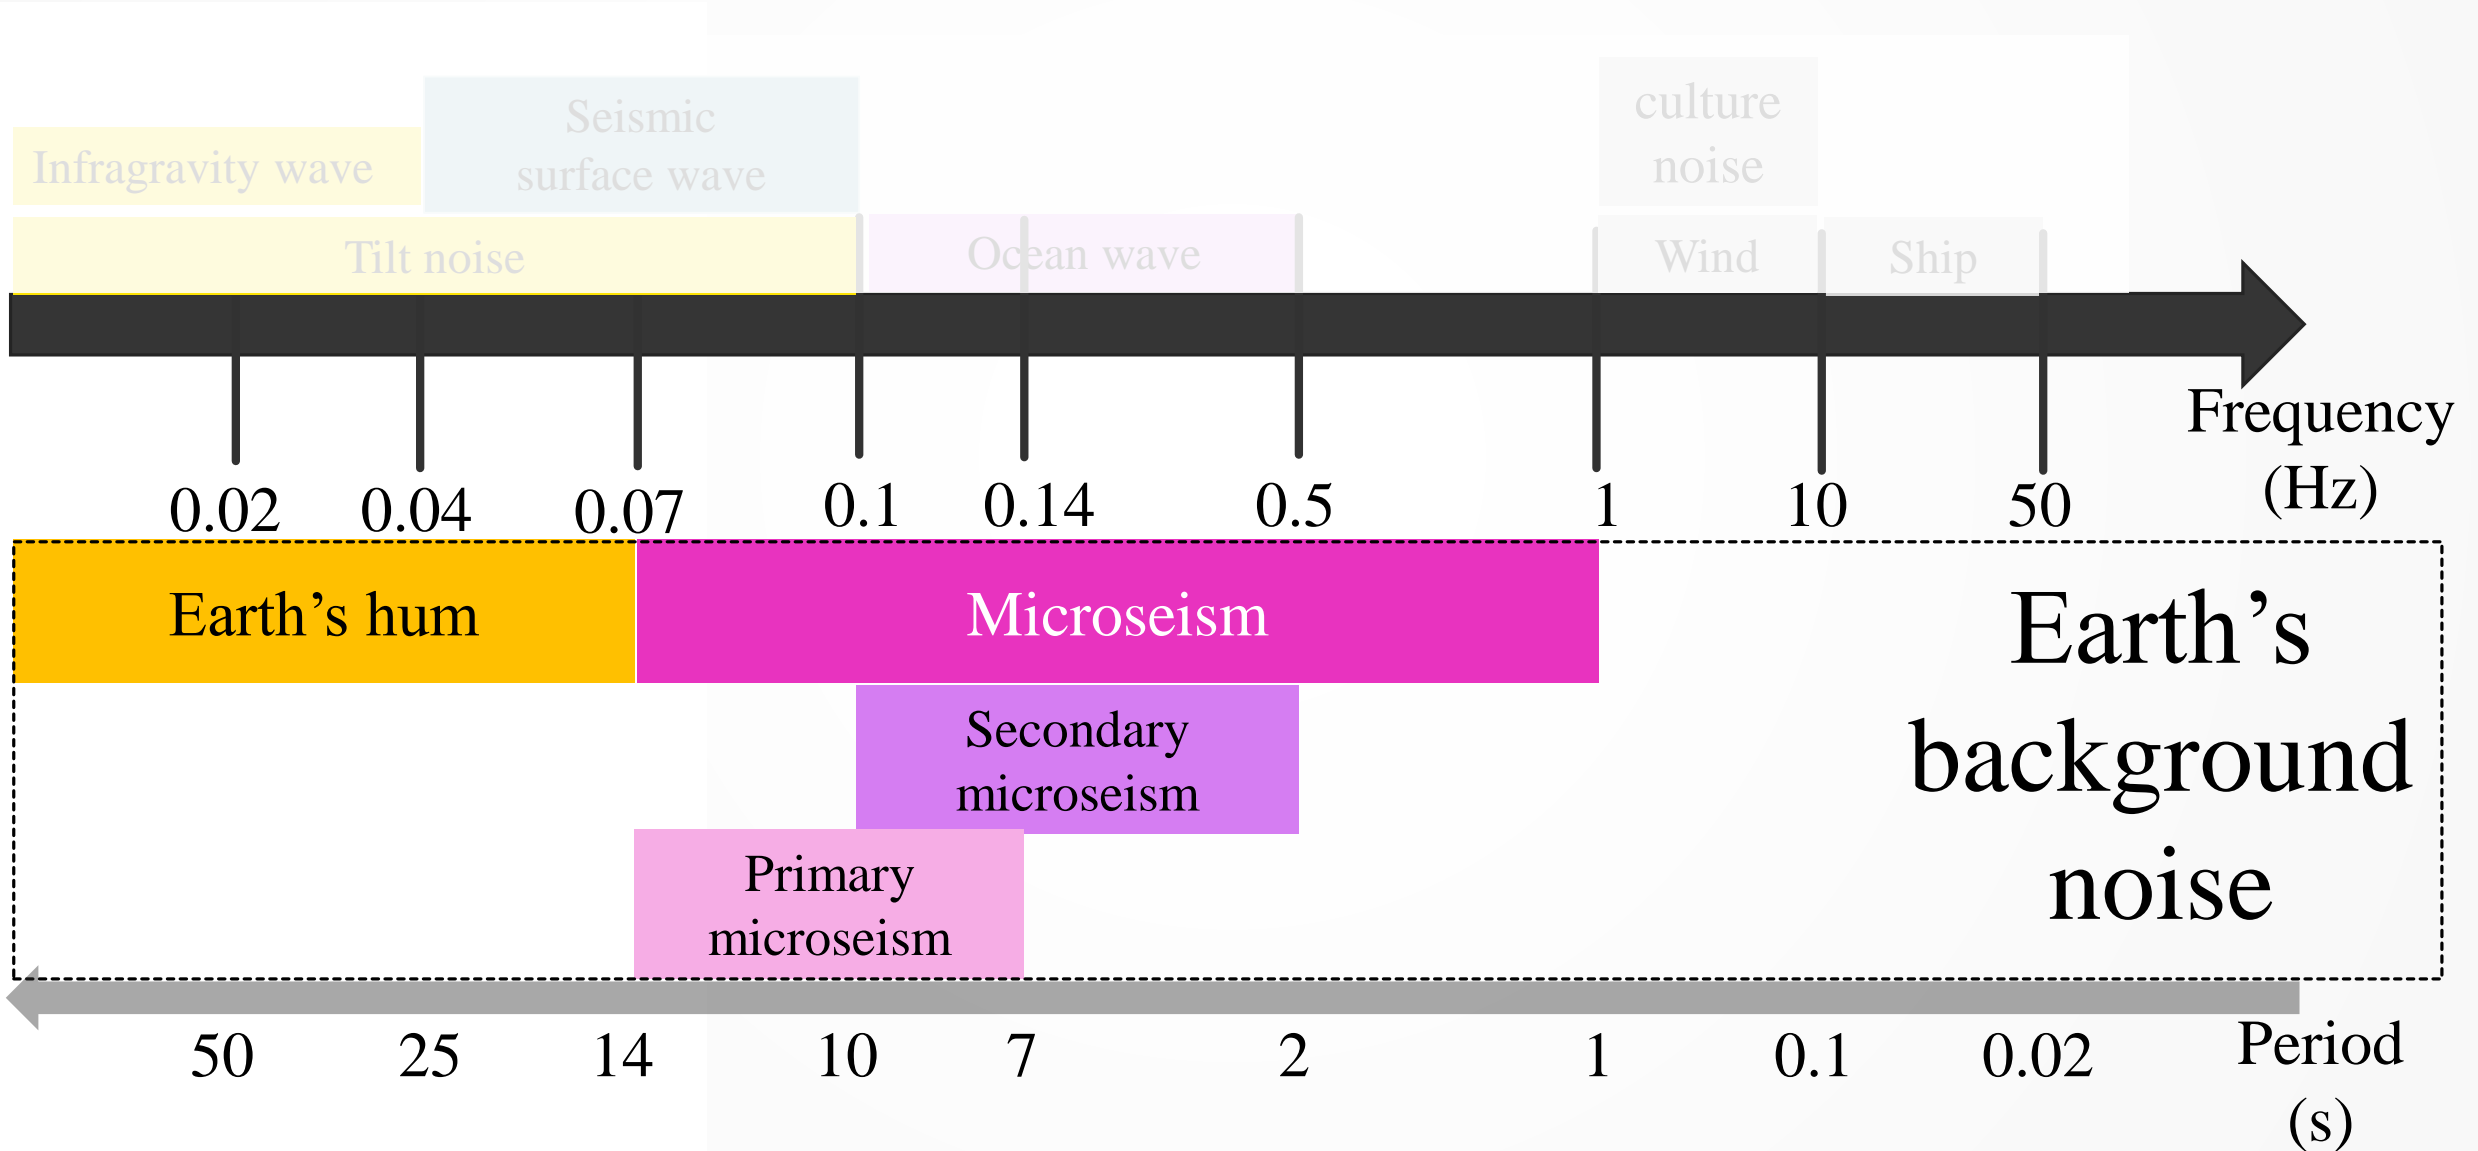 Seismic
surface wave
Infragravity wave
Tilt noise
Ocean wave
culture
noise
Wind
Ship
Frequency
(Hz)
0.02
0.04
0.07
0.1
0.14
0.5
1
10
50
Earth’s hum
Microseism
Secondary
microseism
Primary
microseism
Earth’s
background
noise
50
25
14
10
7
2
1
0.1
0.02
Period
(s)